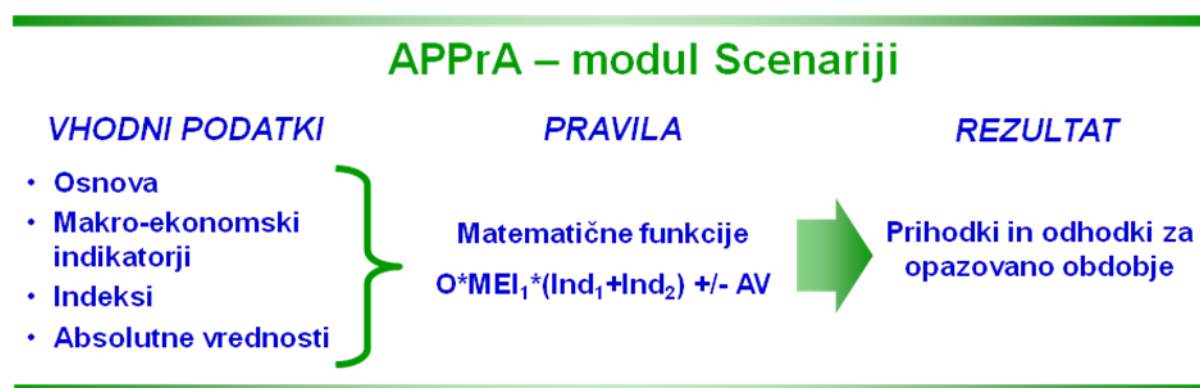 APPrA – modul Scenariji
VHODNI PODATKI
• Osnova
• Makro-ekonomski
indikatorji
• Indeksi
• Absolutne vrednosti
PRAVILA
Matematične funkcije
O*MEI₁*(Ind₁+Ind₂) +/- AV
REZULTAT
Prihodki in odhodki za
opazovano obdobje